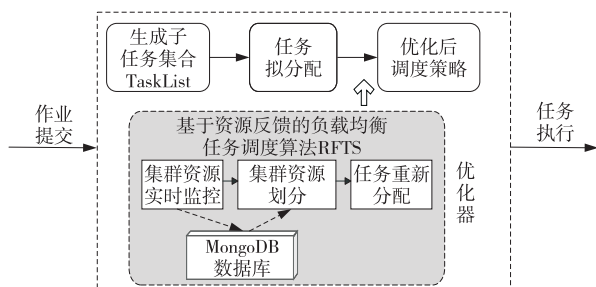 生成子
任务集合
TaskList
任务
拟分配
优化后
调度策略
作业
提交
任务
执行
基于资源反馈的负载均衡
任务调度算法RFTS
集群资源
实时监控
集群资源
划分
任务重新
分配
优
化
器
MongoDB
数据库